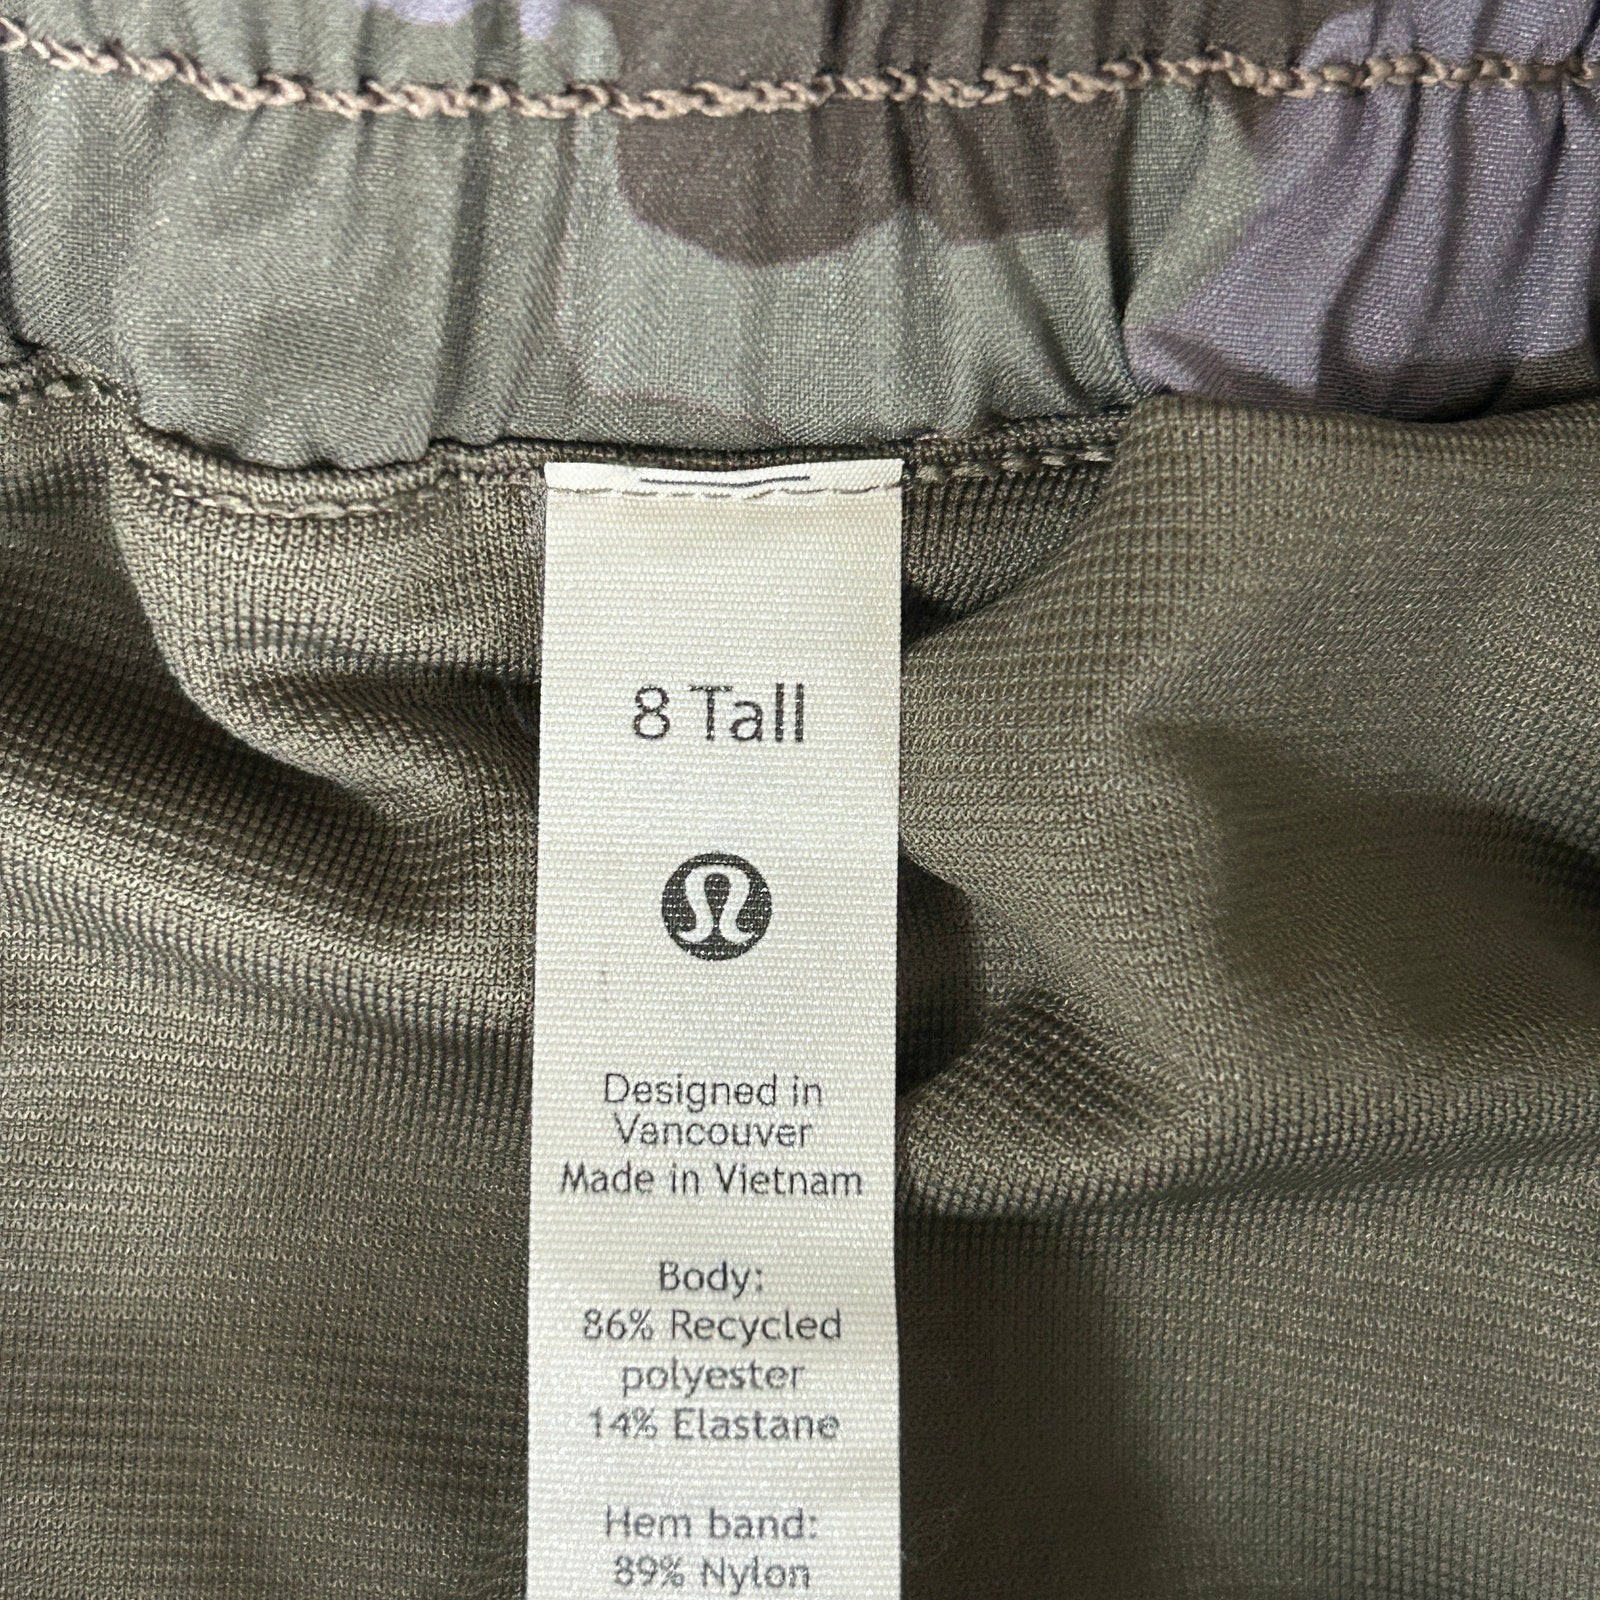 8 Tall
Designed in
Vancouver
Made in Vietnam
Body:
86% Recycled
polyester
14% Elastane
Hem band:
89% Nylon